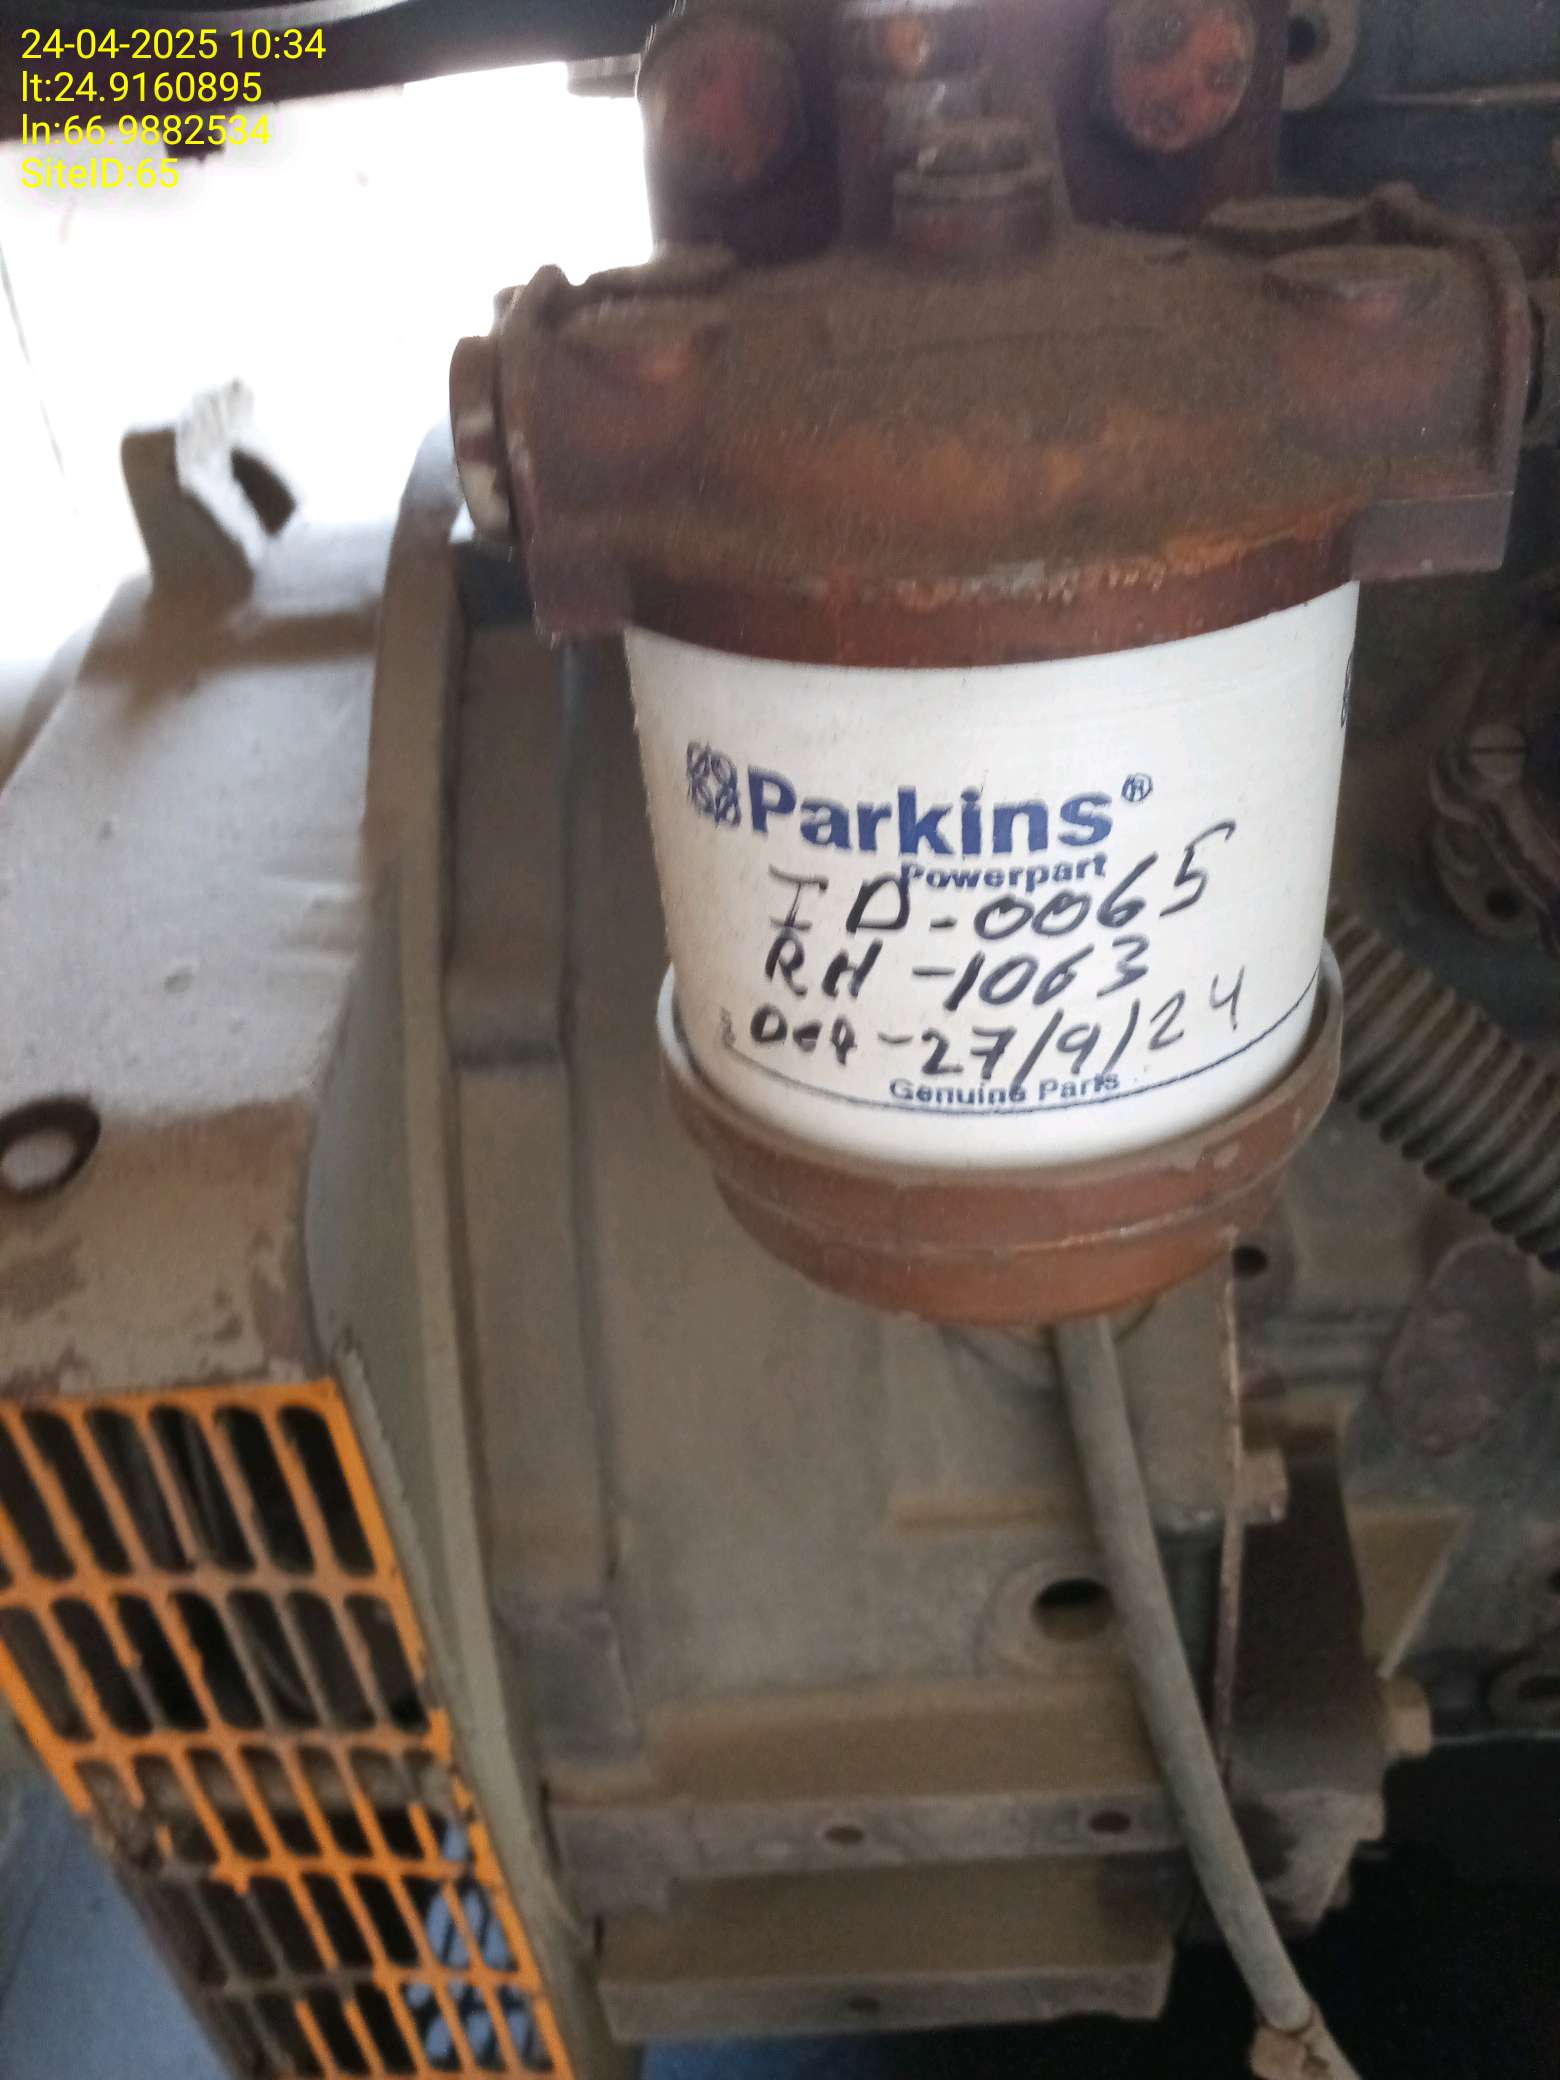 24-04-2025 10:34
lt:24.9160895
ln:66.9882534
SiteID:65
Parkins®
Powerpart
ID-0065
RH-1063
27/9/24
Genuine Parts